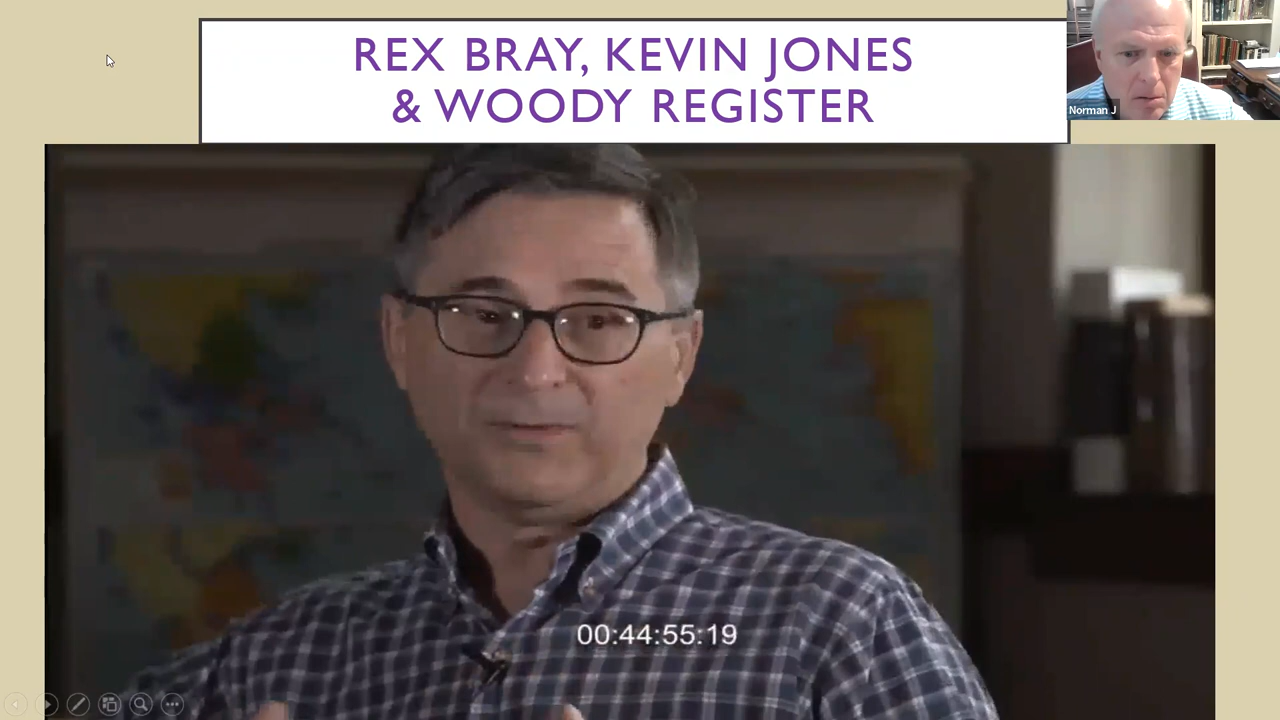 REX BRAY, KEVIN JONES
& WOODY REGISTER
Norman J
00:44:55:19